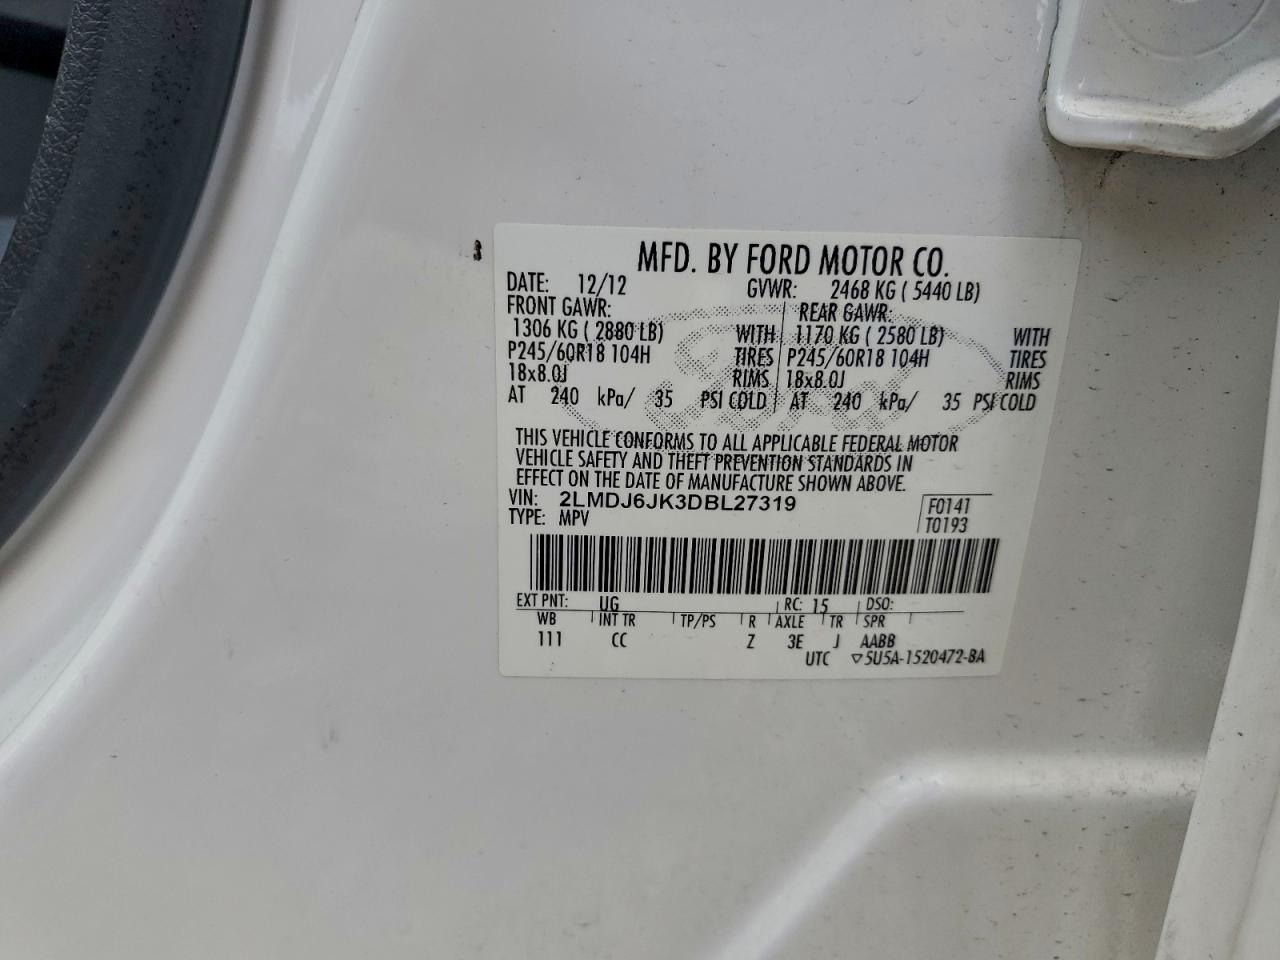 MFD. BY FORD MOTOR CO.
DATE: 12/12 GVWR: 2468 KG ( 5440 LB)
FRONT GAWR: REAR GAWR:
1306 KG ( 2880 LB) WITH 1170 KG ( 2580 LB) WITH
P245/60R18 104H TIRES P245/60R18 104H TIRES
18x8.0J RIMS 18x8.0J RIMS
AT 240 kPa/ 35 PSI COLD AT 240 kPa/ 35 PSI COLD
THIS VEHICLE CONFORMS TO ALL APPLICABLE FEDERAL MOTOR
VEHICLE SAFETY AND THEFT PREVENTION STANDARDS IN
EFFECT ON THE DATE OF MANUFACTURE SHOWN ABOVE.
VIN: 2LMDJ6JK3DBL27319 F0141
TYPE: MPV T0193
EXT PNT: UG RC: 15 DSO:
WB INT TR TP/PS R AXLE TR SPR
111 CC Z 3E J AABB
UTC ▽5U5A-1520472-BA